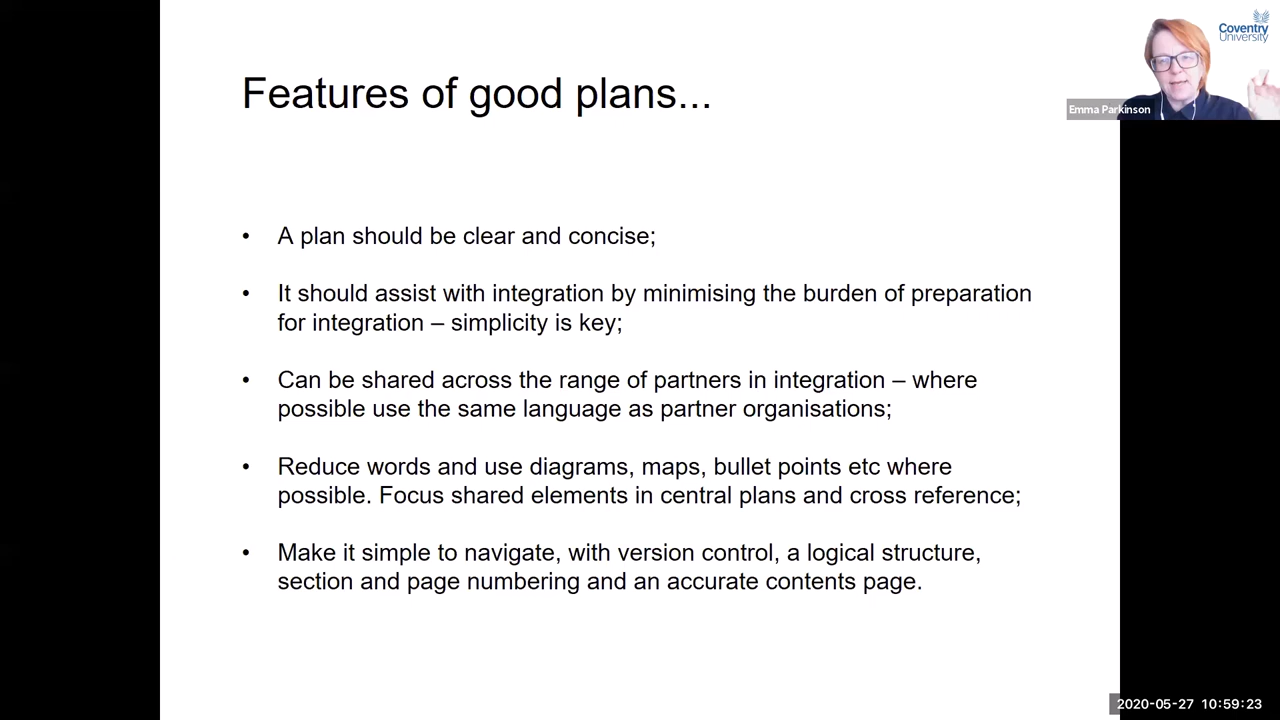 Coventry
University
Emma Parkinson
Features of good plans...
• A plan should be clear and concise;
• It should assist with integration by minimising the burden of preparation
for integration – simplicity is key;
• Can be shared across the range of partners in integration – where
possible use the same language as partner organisations;
• Reduce words and use diagrams, maps, bullet points etc where
possible. Focus shared elements in central plans and cross reference;
• Make it simple to navigate, with version control, a logical structure,
section and page numbering and an accurate contents page.
2020-05-27 10:59:23